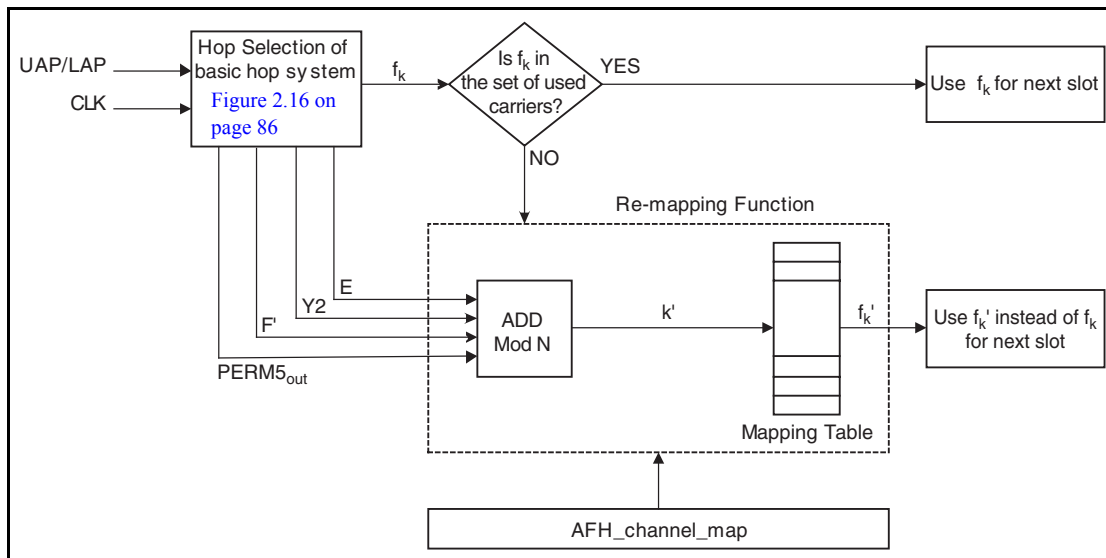 UAP/LAP
CLK
Hop Selection of
basic hop system
Figure 2.16 on
page 86
fk
Is fk in
the set of used
carriers?
YES
Use fk for next slot
NO
Re-mapping Function
E
Y2
F'
PERM5out
ADD
Mod N
k'
fk'
Mapping Table
Use fk' instead of fk
for next slot
AFH_channel_map